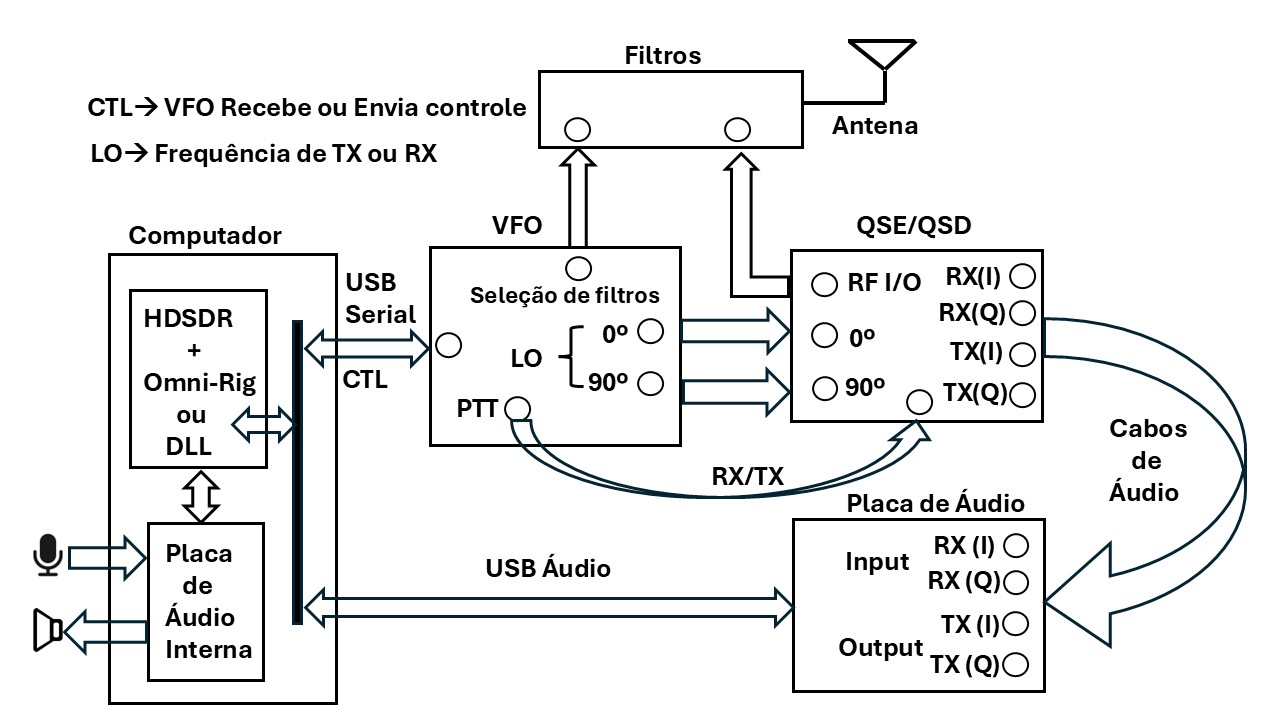 Filtros
CTL→ VFO Recebe ou Envia controle
Antena
LO→ Frequência de TX ou RX
VFO
QSE/QSD
Computador
USB
Serial
CTL
Seleção de filtros
LO
0º
90º
PTT
RF I/O
0º
90º
RX(I)
RX(Q)
TX(I)
TX(Q)
HDSDR
+
Omni-Rig
ou
DLL
RX/TX
Cabos
de
Áudio
Placa de Áudio
Placa
de
Áudio
Interna
USB Áudio
Input
RX (I)
RX (Q)
Output
TX (I)
TX (Q)